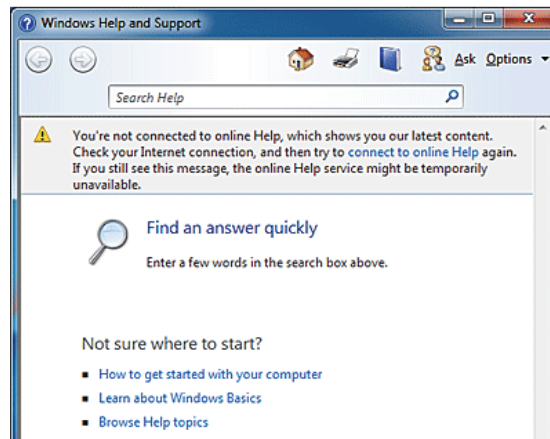 Windows Help and Support
Ask Options
Search Help
You're not connected to online Help, which shows you our latest content.
Check your Internet connection, and then try to connect to online Help again.
If you still see this message, the online Help service might be temporarily
unavailable.
Find an answer quickly
Enter a few words in the search box above.
Not sure where to start?
How to get started with your computer
Learn about Windows Basics
Browse Help topics